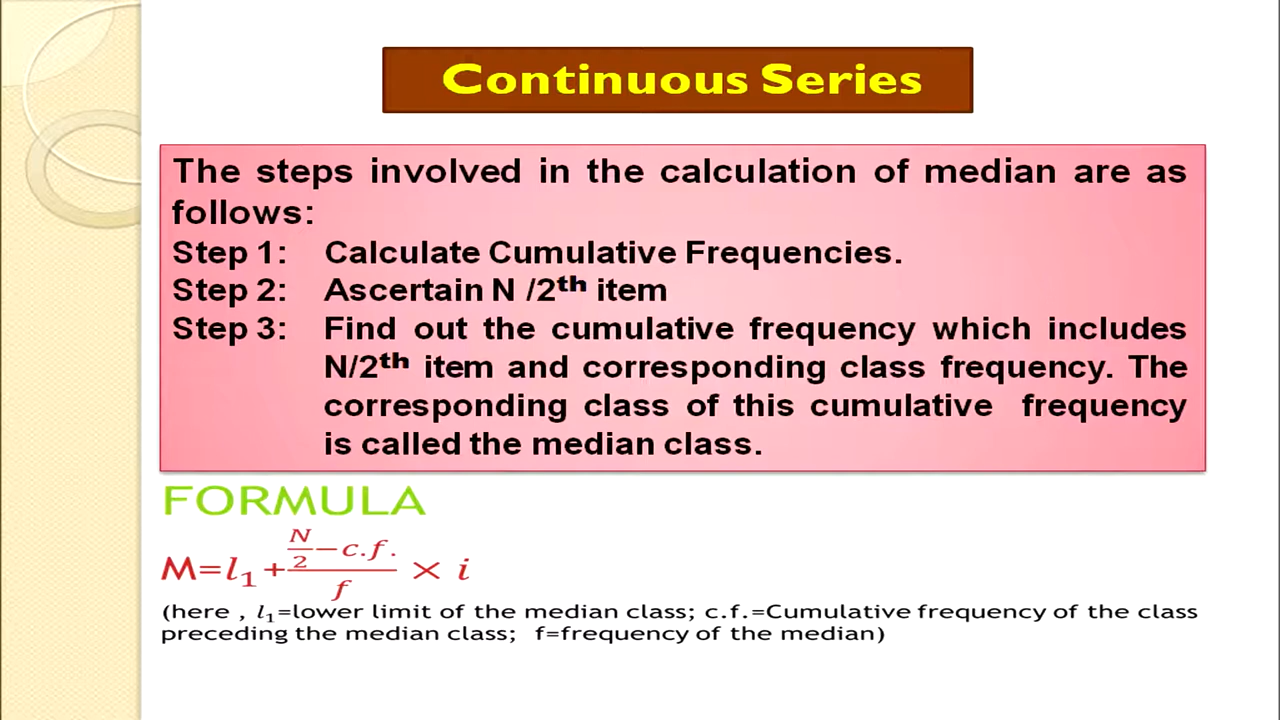 Continuous Series
The steps involved in the calculation of median are as
follows:
Step 1: Calculate Cumulative Frequencies.
Step 2: Ascertain N /2ᵗʰ item
Step 3: Find out the cumulative frequency which includes
N/2ᵗʰ item and corresponding class frequency. The
corresponding class of this cumulative frequency
is called the median class.
FORMULA
M=l₁+(N/2−c.f.)/f × i
(here , l₁=lower limit of the median class; c.f.=Cumulative frequency of the class
preceding the median class; f=frequency of the median)